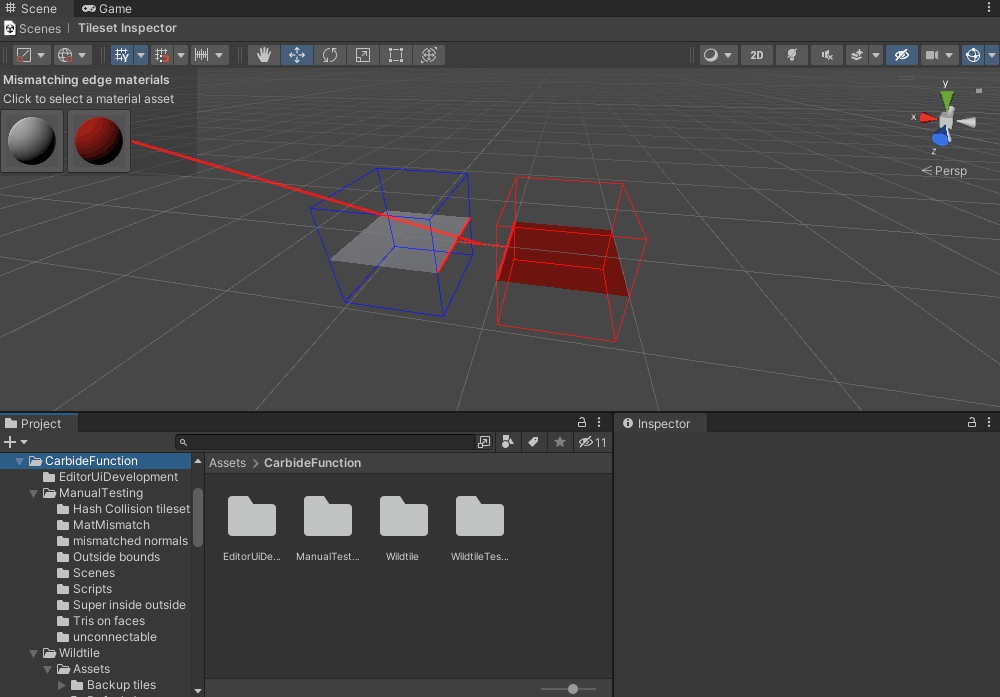 Scene Game
Scenes | Tileset Inspector
2D
Mismatching edge materials
Click to select a material asset
y
x
z
Persp
Project
Inspector
11
CarbideFunction
EditorUiDevelopment
ManualTesting
Hash Collision tileset
MatMismatch
mismatched normals
Outside bounds
Scenes
Scripts
Super inside outside
Tris on faces
unconnectable
Wildtile
Assets
Backup tiles
Assets > CarbideFunction
EditorUiDe... ManualTest... Wildtile WildtileTes...